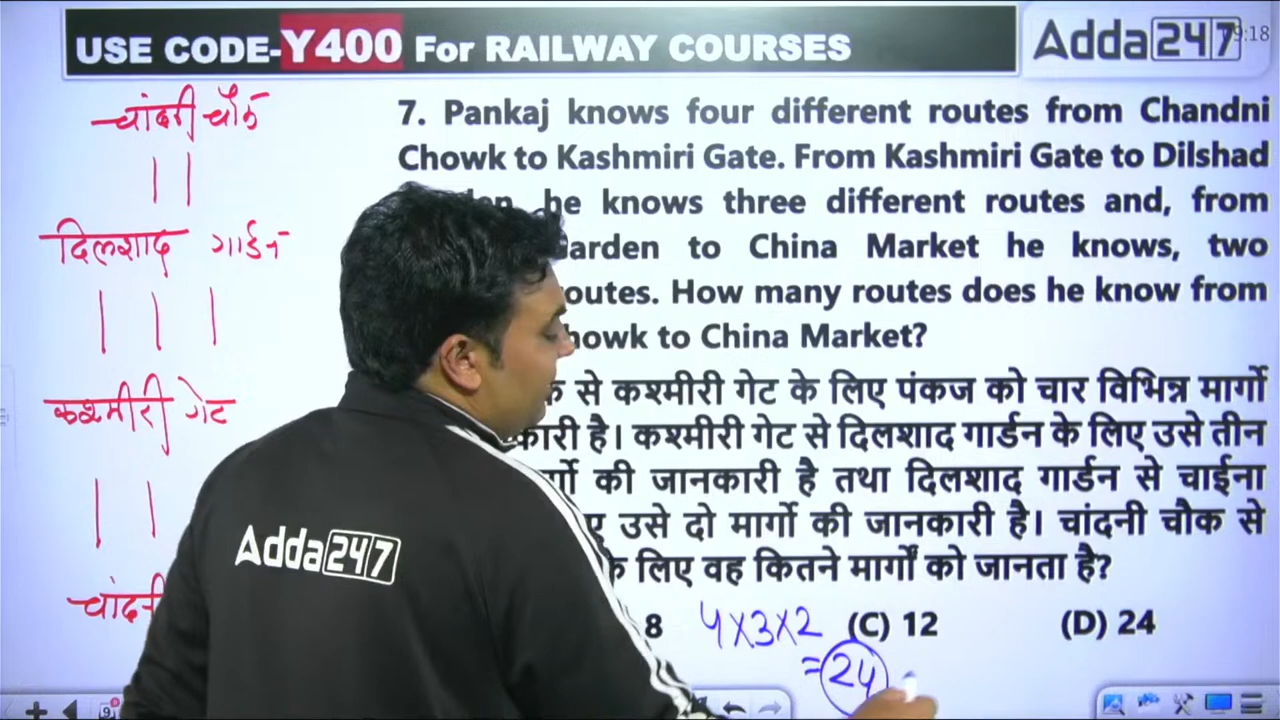 USE CODE-Y400 For RAILWAY COURSES
Adda247
9:18
चांदनी चौक
दिलशाद गार्डन
कश्मीरी गेट
चांदनी
7. Pankaj knows four different routes from Chandni
Chowk to Kashmiri Gate. From Kashmiri Gate to Dilshad
he knows three different routes and, from
Garden to China Market he knows, two
routes. How many routes does he know from
howk to China Market?
से कश्मीरी गेट के लिए पंकज को चार विभिन्न मार्गो
कारी है। कश्मीरी गेट से दिलशाद गार्डन के लिए उसे तीन
र्गो की जानकारी है तथा दिलशाद गार्डन से चाईना
उसे दो मार्गो की जानकारी है। चांदनी चौक से
के लिए वह कितने मार्गों को जानता है?
8 4×3×2 (C) 12 (D) 24
=24
Adda247